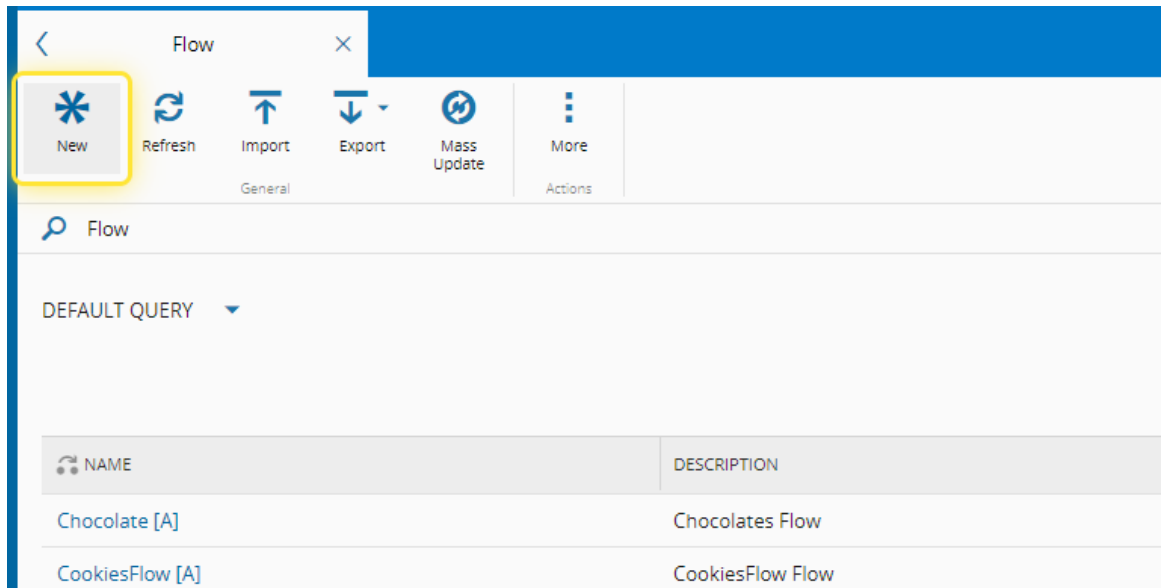 Flow
New Refresh Import Export Mass Update More
General Actions
Flow
DEFAULT QUERY
NAME DESCRIPTION
Chocolate [A] Chocolates Flow
CookiesFlow [A] CookiesFlow Flow